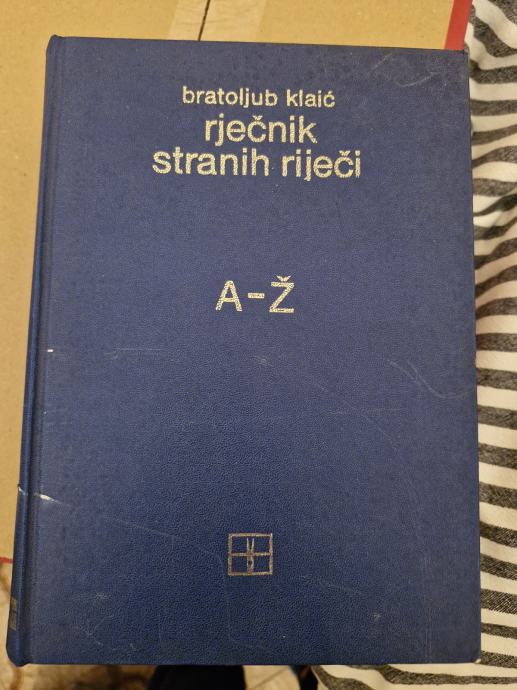 bratoljub klaić
rječnik
stranih riječi
A-Ž